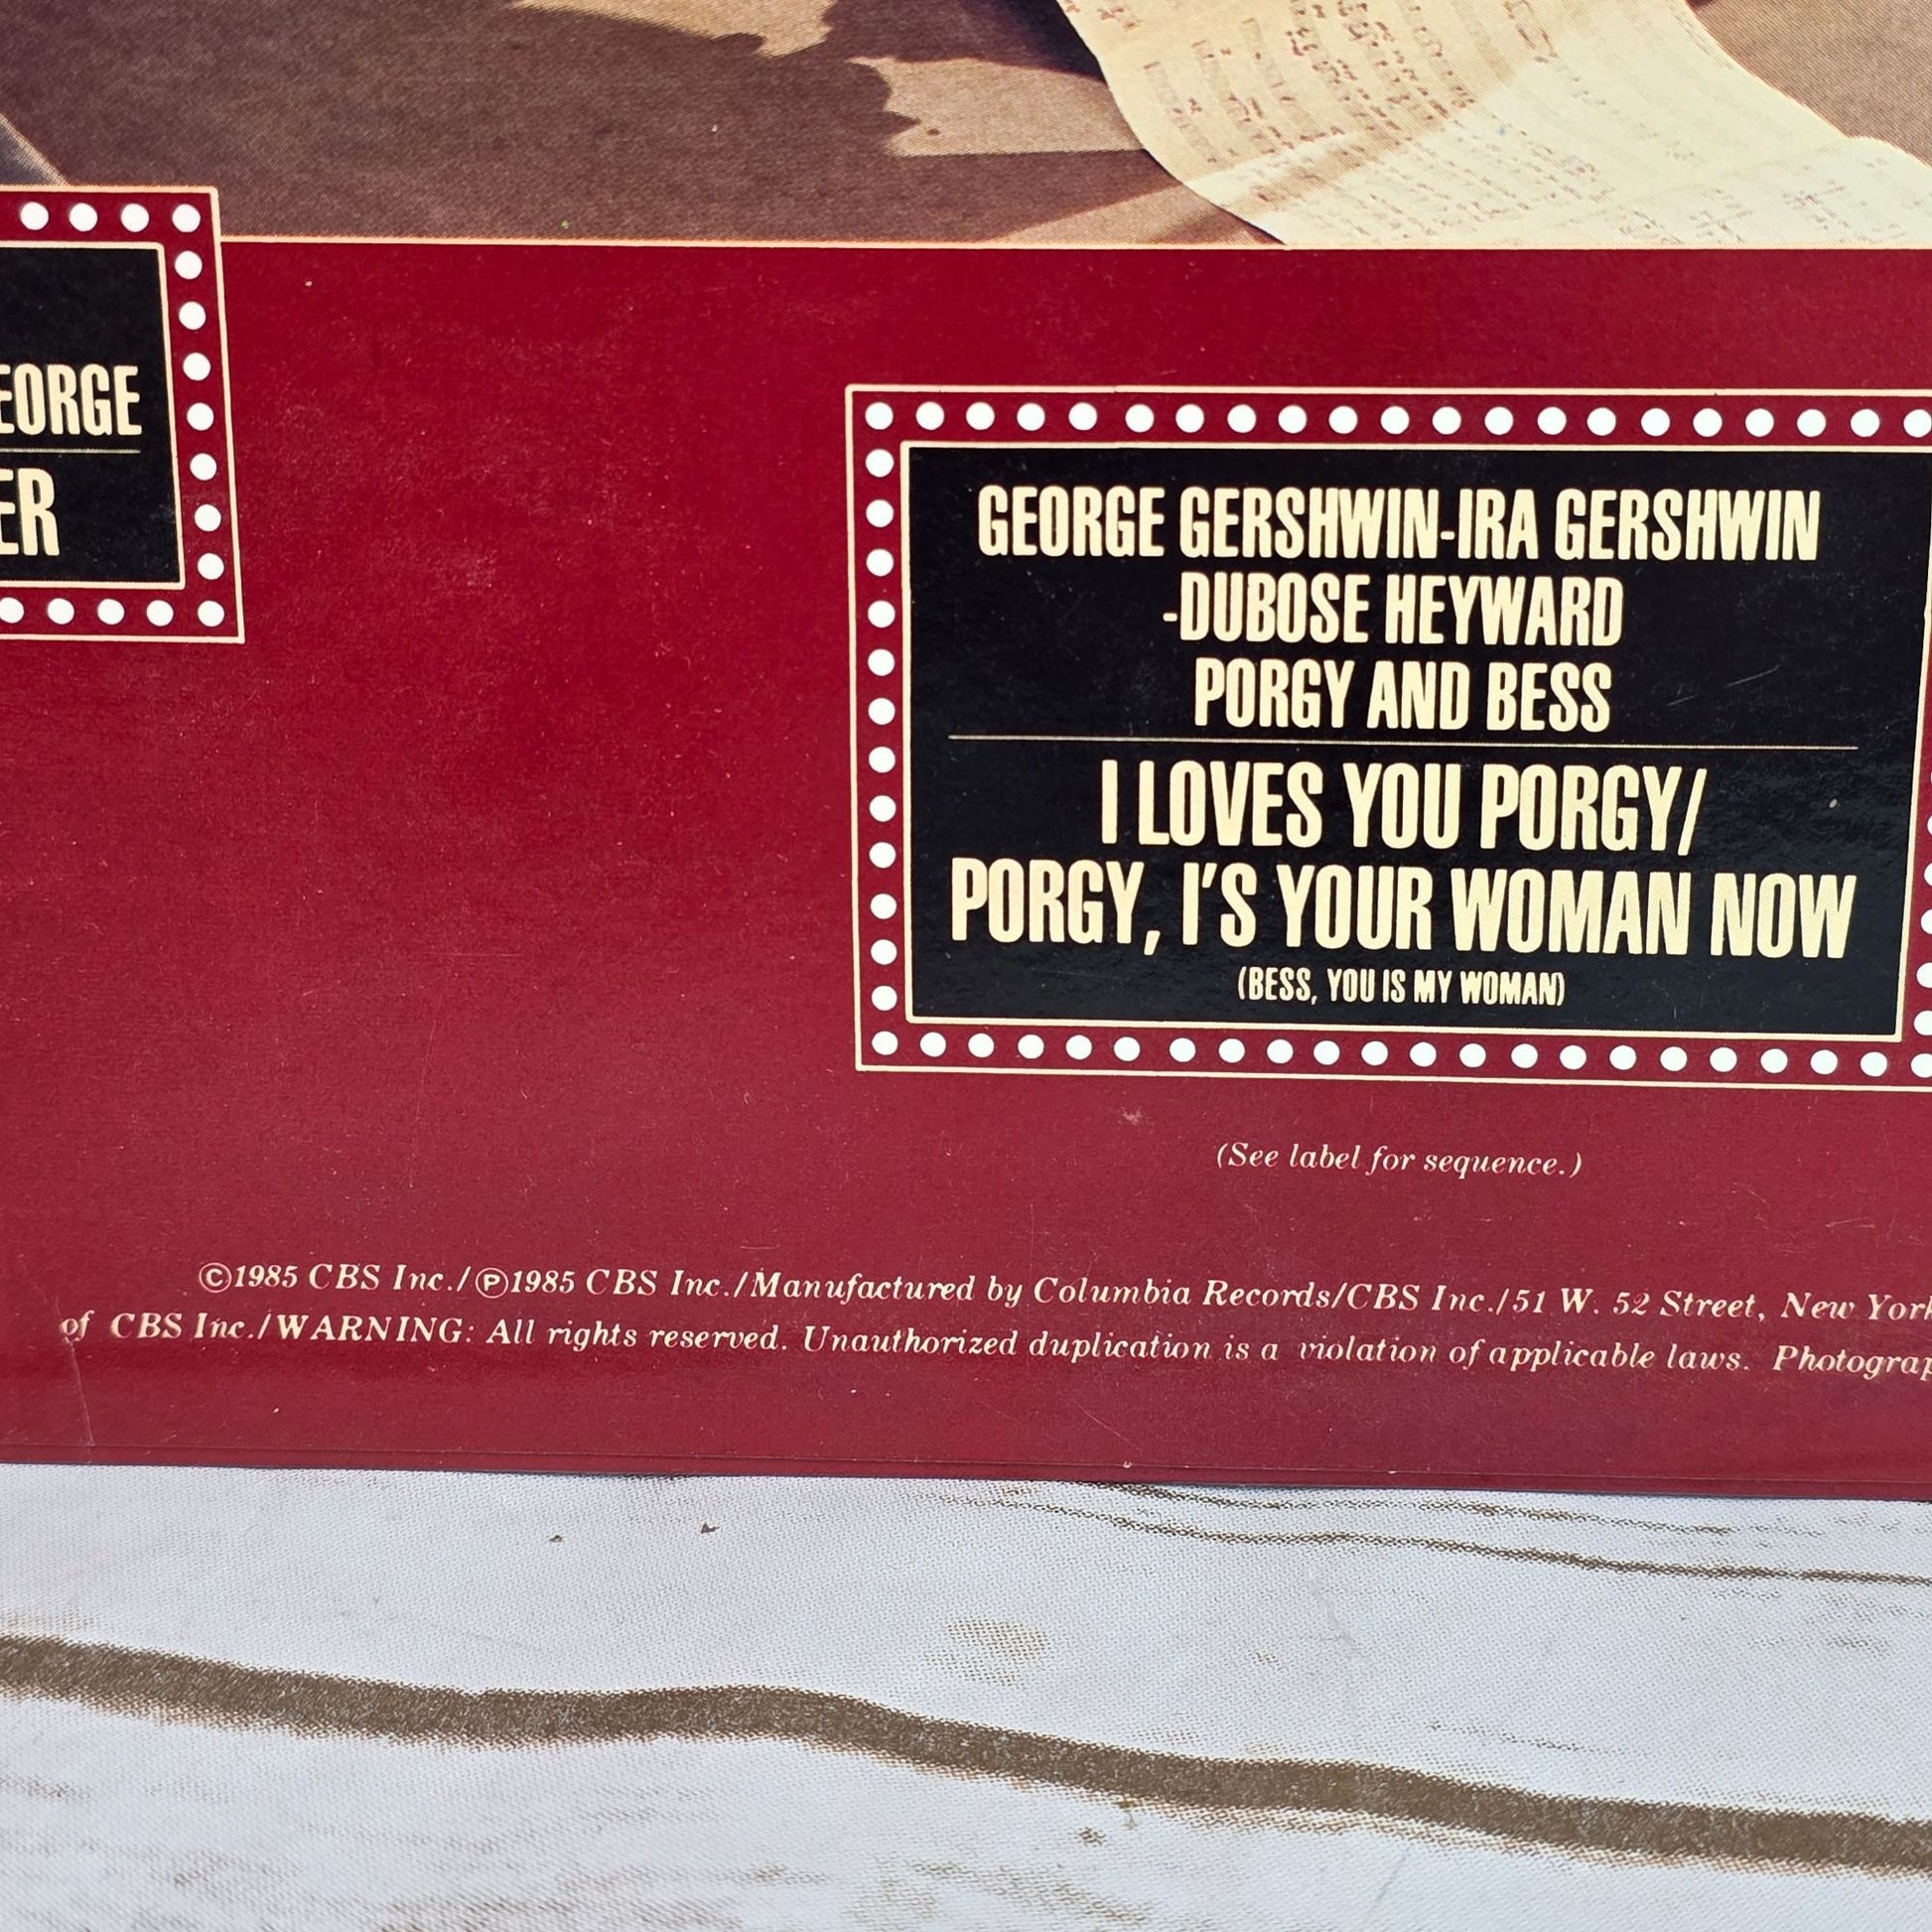 EORGE
ER
GEORGE GERSHWIN-IRA GERSHWIN
-DUBOSE HEYWARD
PORGY AND BESS
I LOVES YOU PORGY/
PORGY, I'S YOUR WOMAN NOW
(BESS, YOU IS MY WOMAN)
(See label for sequence.)
©1985 CBS Inc./℗1985 CBS Inc./Manufactured by Columbia Records/CBS Inc./51 W. 52 Street, New Yor
of CBS Inc./WARNING: All rights reserved. Unauthorized duplication is a violation of applicable laws. Photograp